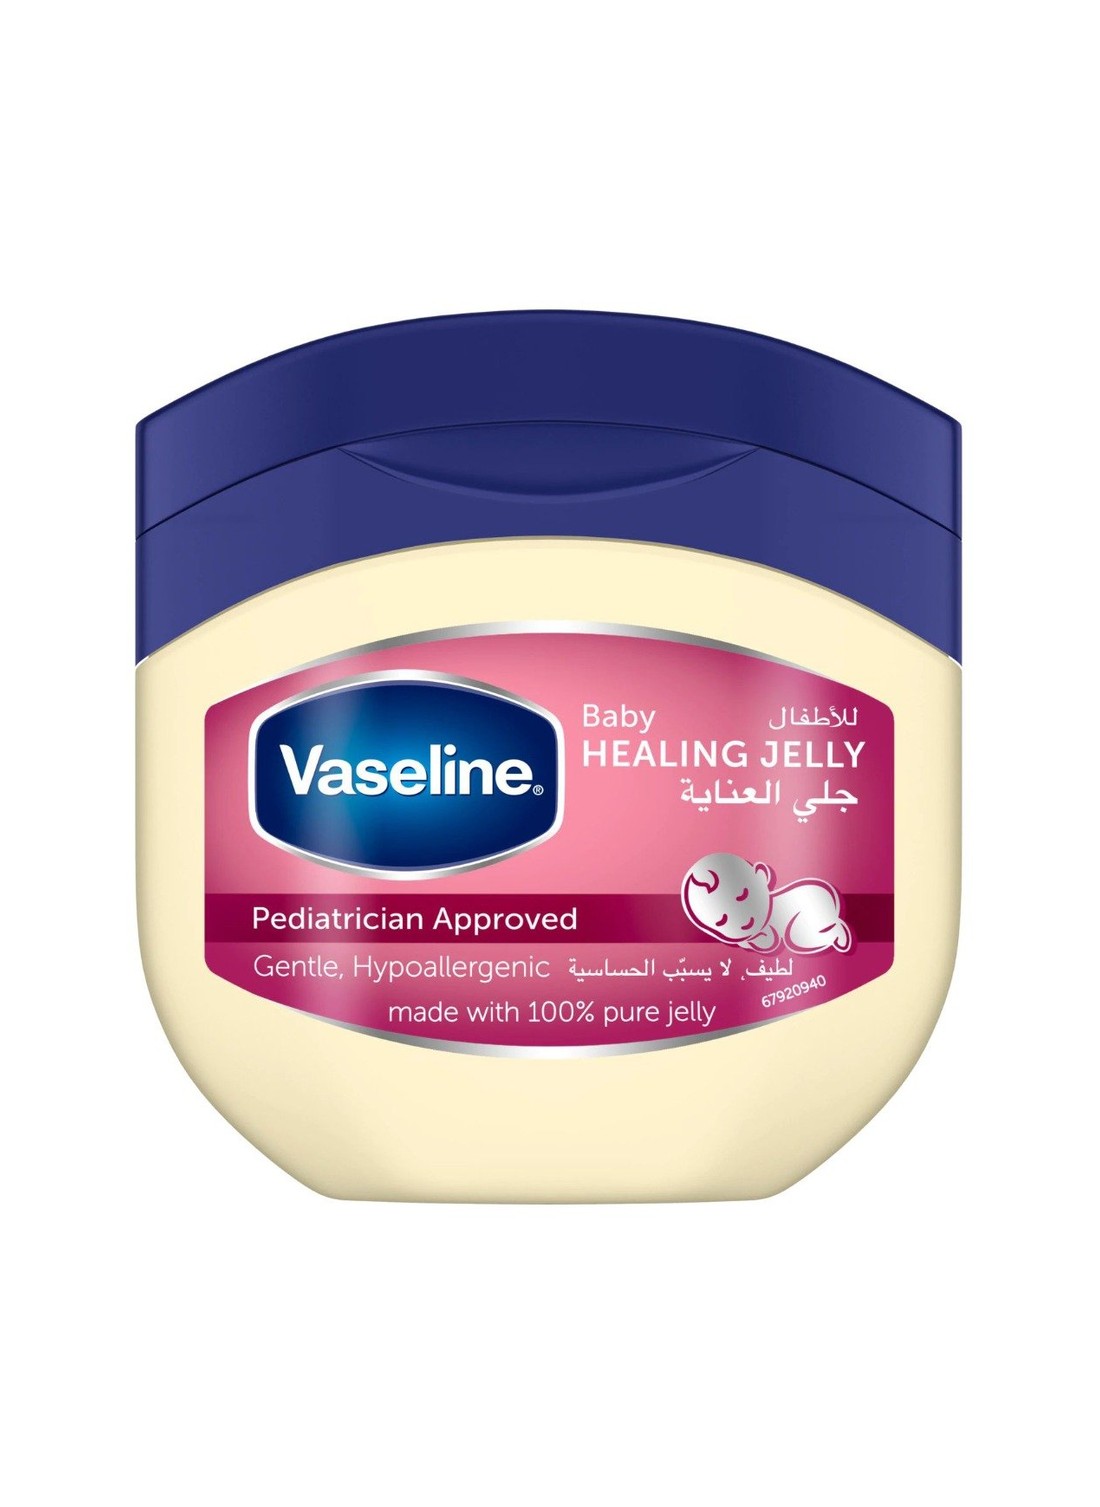 Vaseline®
Baby للأطفال
HEALING JELLY
جلي العناية
Pediatrician Approved
Gentle, Hypoallergenic لطيف، لا يسبّب الحساسية
made with 100% pure jelly
67920940